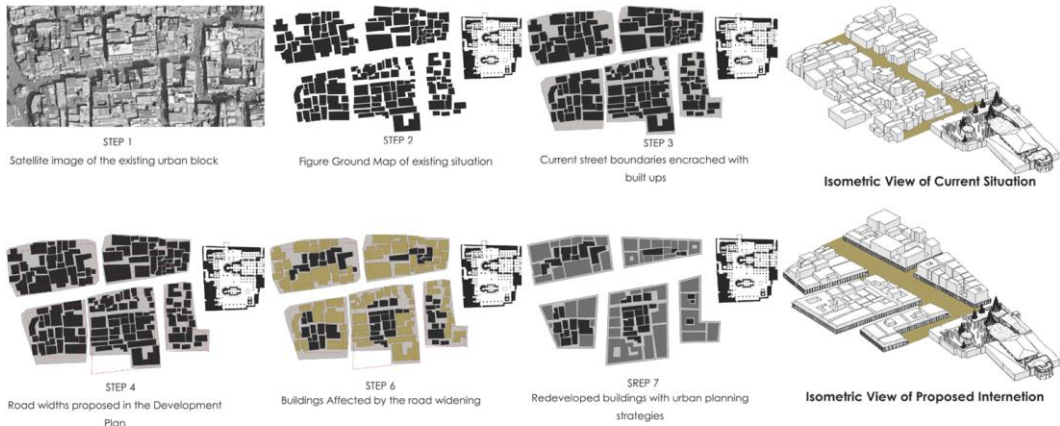 STEP 1
Satellite image of the existing urban block
STEP 2
Figure Ground Map of existing situation
STEP 3
Current street boundaries encrached with
built ups
Isometric View of Current Situation
STEP 4
Road widths proposed in the Development
Plan
STEP 6
Buildings Affected by the road widening
SREP 7
Redeveloped buildings with urban planning
strategies
Isometric View of Proposed Internetion